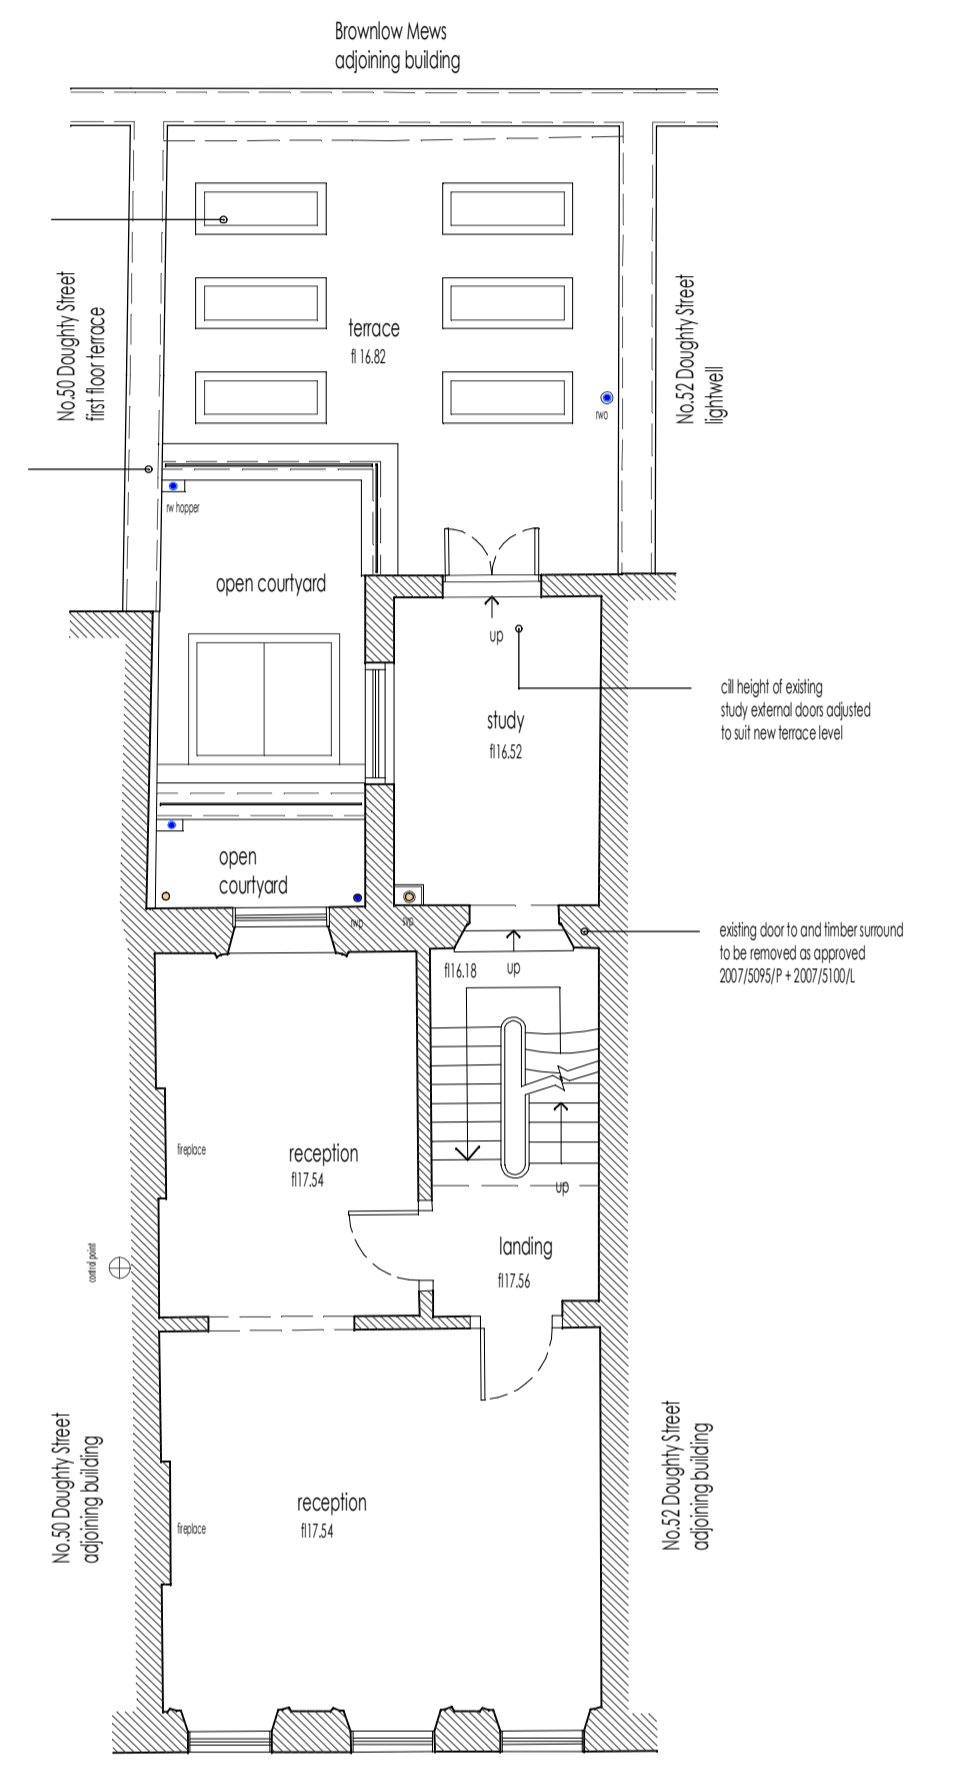 Brownlow Mews
adjoining building
No.50 Doughty Street
first floor terrace
No.52 Doughty Street
lightwell
terrace
fl 16.82
rwo
rw hopper
open courtyard
up
cill height of existing
study external doors adjusted
to suit new terrace level
study
fl16.52
open
courtyard
rwp
svp
existing door to and timber surround
to be removed as approved
2007/5095/P + 2007/5100/L
fl16.18
up
fireplace
reception
fl17.54
up
landing
fl17.56
control point
No.50 Doughty Street
adjoining building
No.52 Doughty Street
adjoining building
reception
fl17.54
fireplace